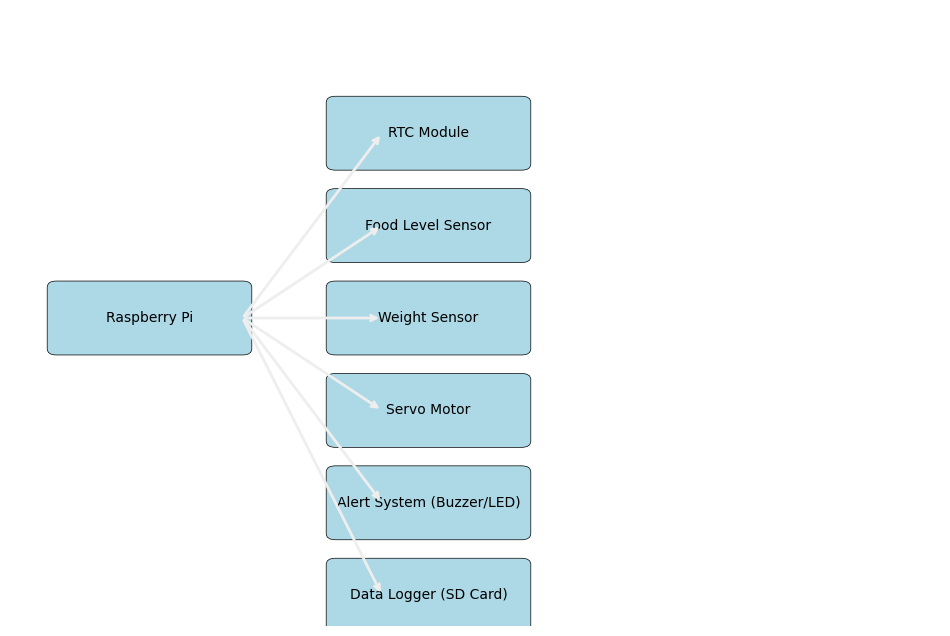 RTC Module
Food Level Sensor
Raspberry Pi
Weight Sensor
Servo Motor
Alert System (Buzzer/LED)
Data Logger (SD Card)